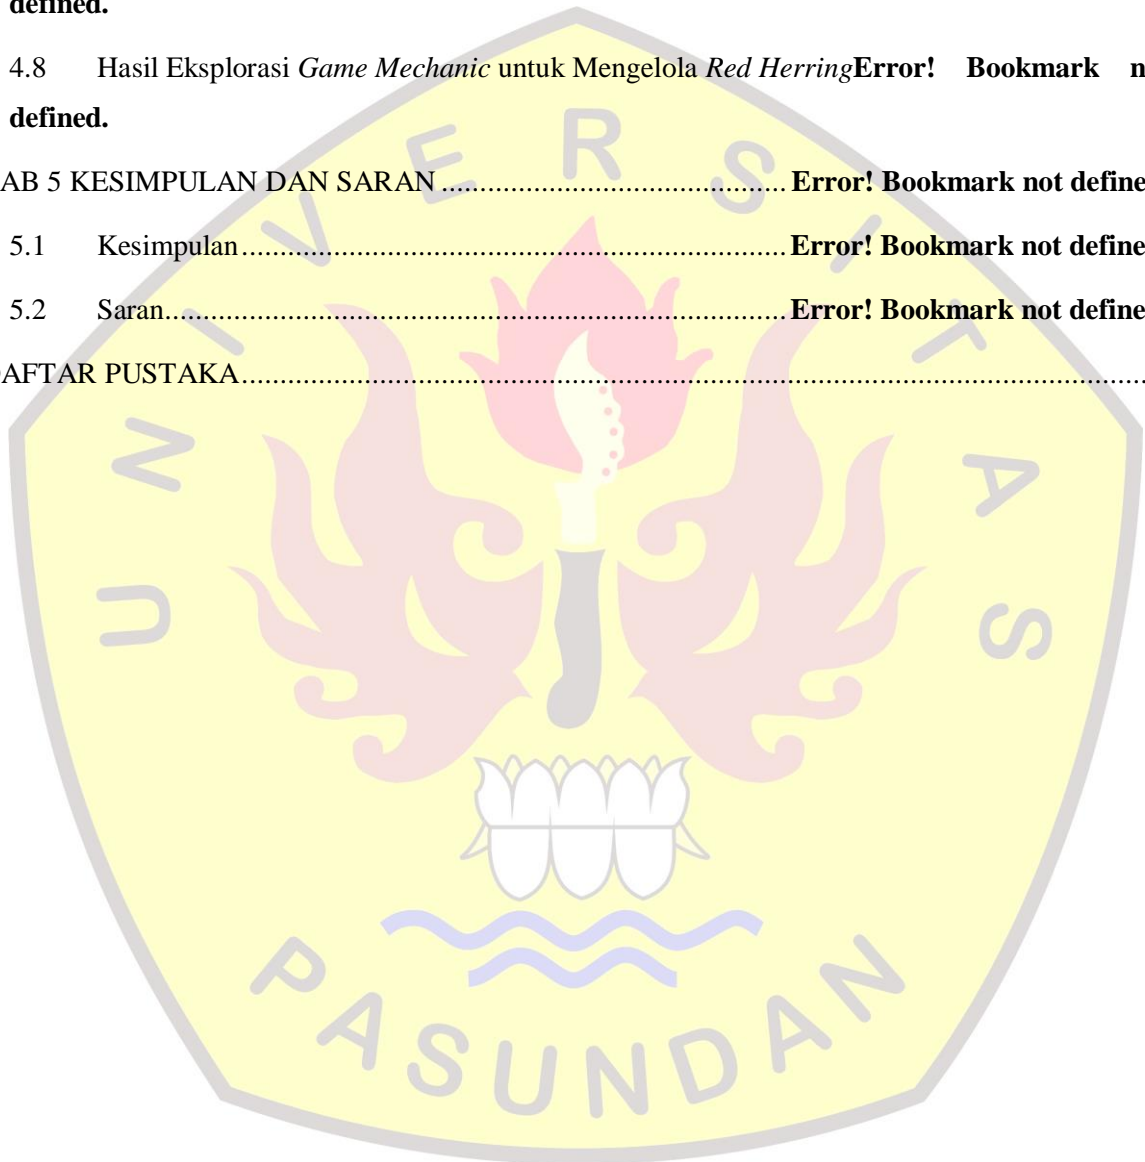 defined.
4.8 Hasil Eksplorasi Game Mechanic untuk Mengelola Red HerringError! Bookmark n
defined.
AB 5 KESIMPULAN DAN SARAN ............................................. Error! Bookmark not define
5.1 Kesimpulan....................................................................... Error! Bookmark not define
5.2 Saran................................................................................. Error! Bookmark not define
AFTAR PUSTAKA......................................................................................................................
UNIVERSITAS
PASUNDAN